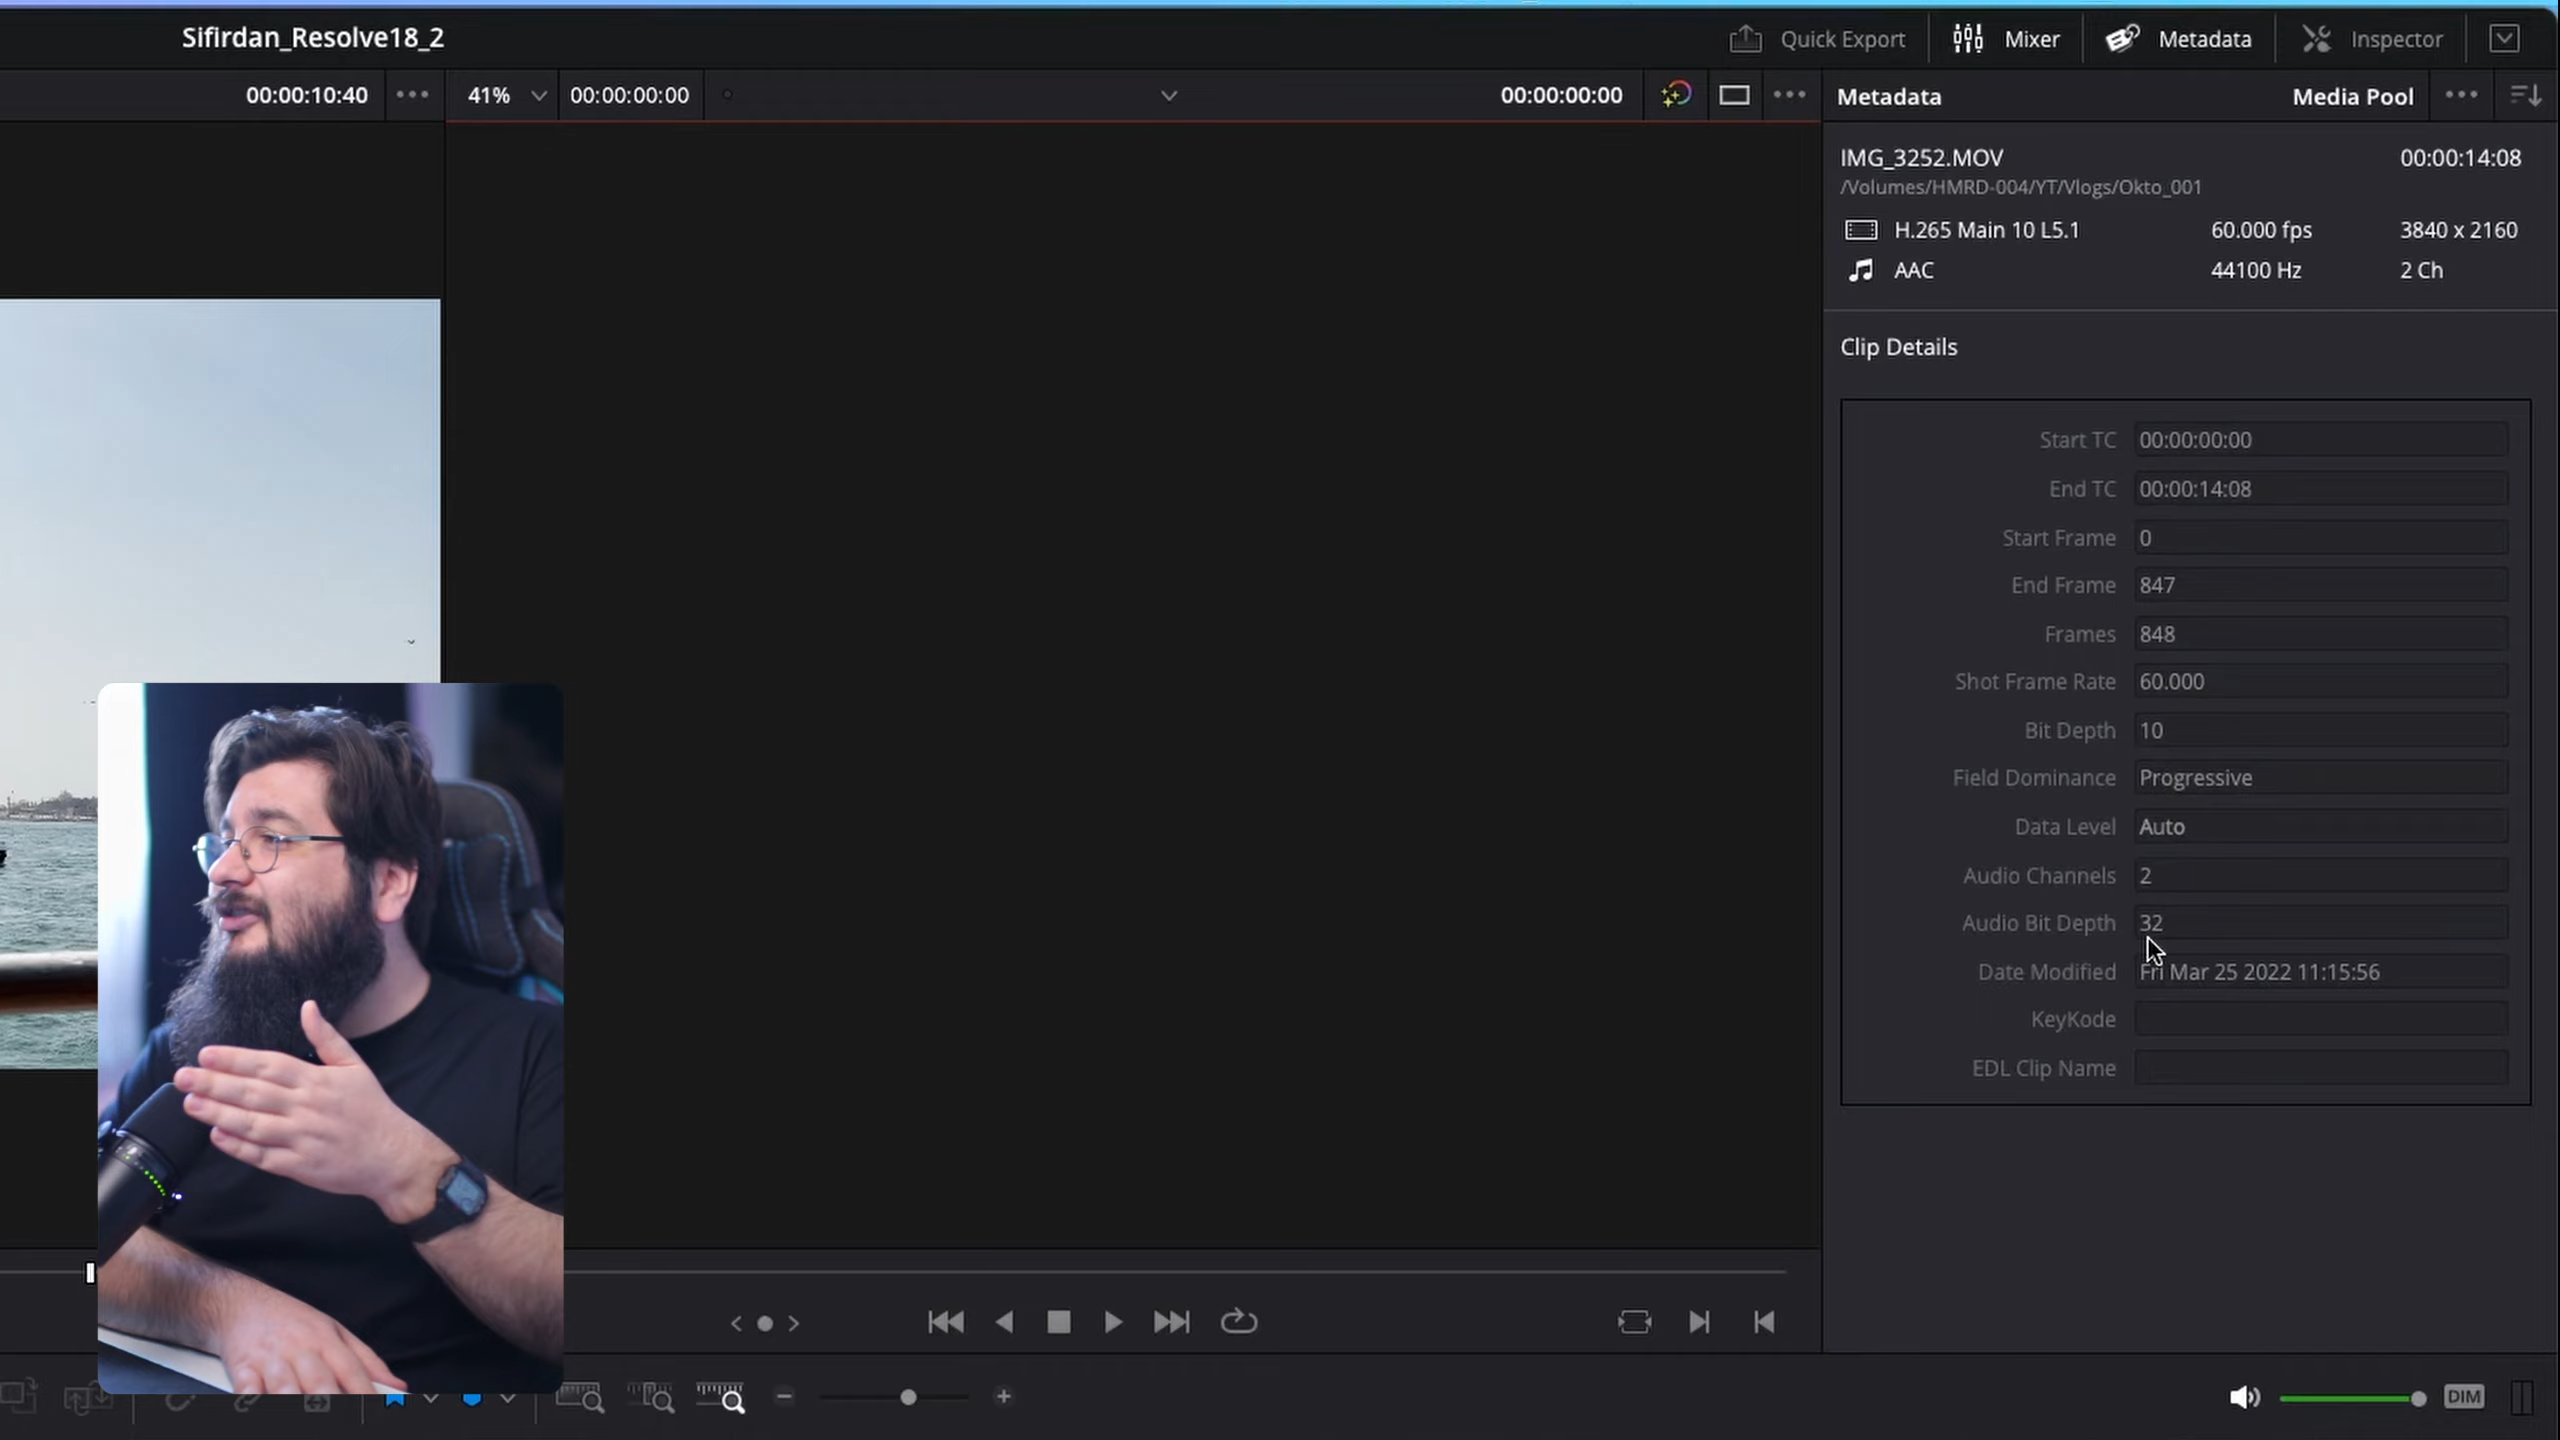 Sifirdan_Resolve18_2
Quick Export
Mixer
Metadata
Inspector
00:00:10:40
41%
00:00:00:00
00:00:00:00
Metadata
Media Pool
IMG_3252.MOV 00:00:14:08
/Volumes/HMRD-004/YT/Vlogs/Okto_001
H.265 Main 10 L5.1 60.000 fps 3840 x 2160
AAC 44100 Hz 2 Ch
Clip Details
Start TC 00:00:00:00
End TC 00:00:14:08
Start Frame 0
End Frame 847
Frames 848
Shot Frame Rate 60.000
Bit Depth 10
Field Dominance Progressive
Data Level Auto
Audio Channels 2
Audio Bit Depth 32
Date Modified Fri Mar 25 2022 11:15:56
KeyKode
EDL Clip Name
DIM